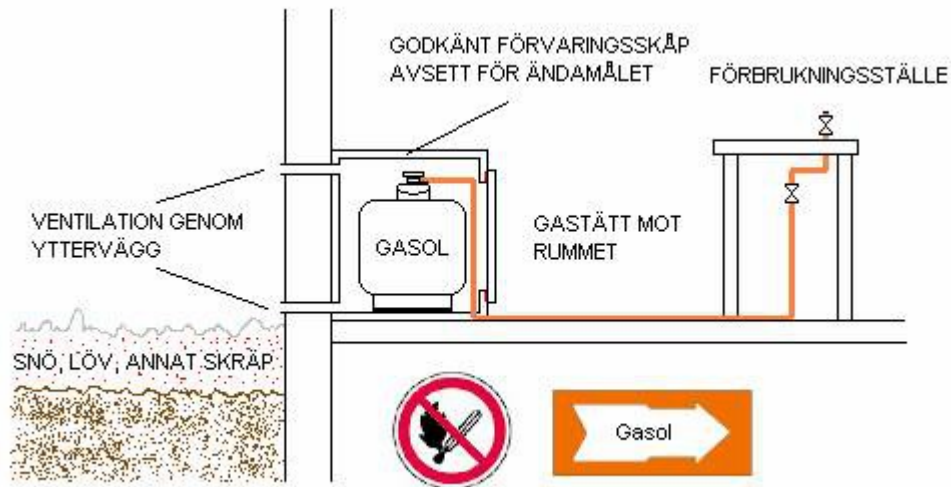 GODKÄNT FÖRVARINGSSKÅP
AVSETT FÖR ÄNDAMÅLET
FÖRBRUKNINGSSTÄLLE
VENTILATION GENOM
YTTERVÄGG
GASOL
GASTÄTT MOT
RUMMET
SNÖ, LÖV, ANNAT SKRÄP
Gasol